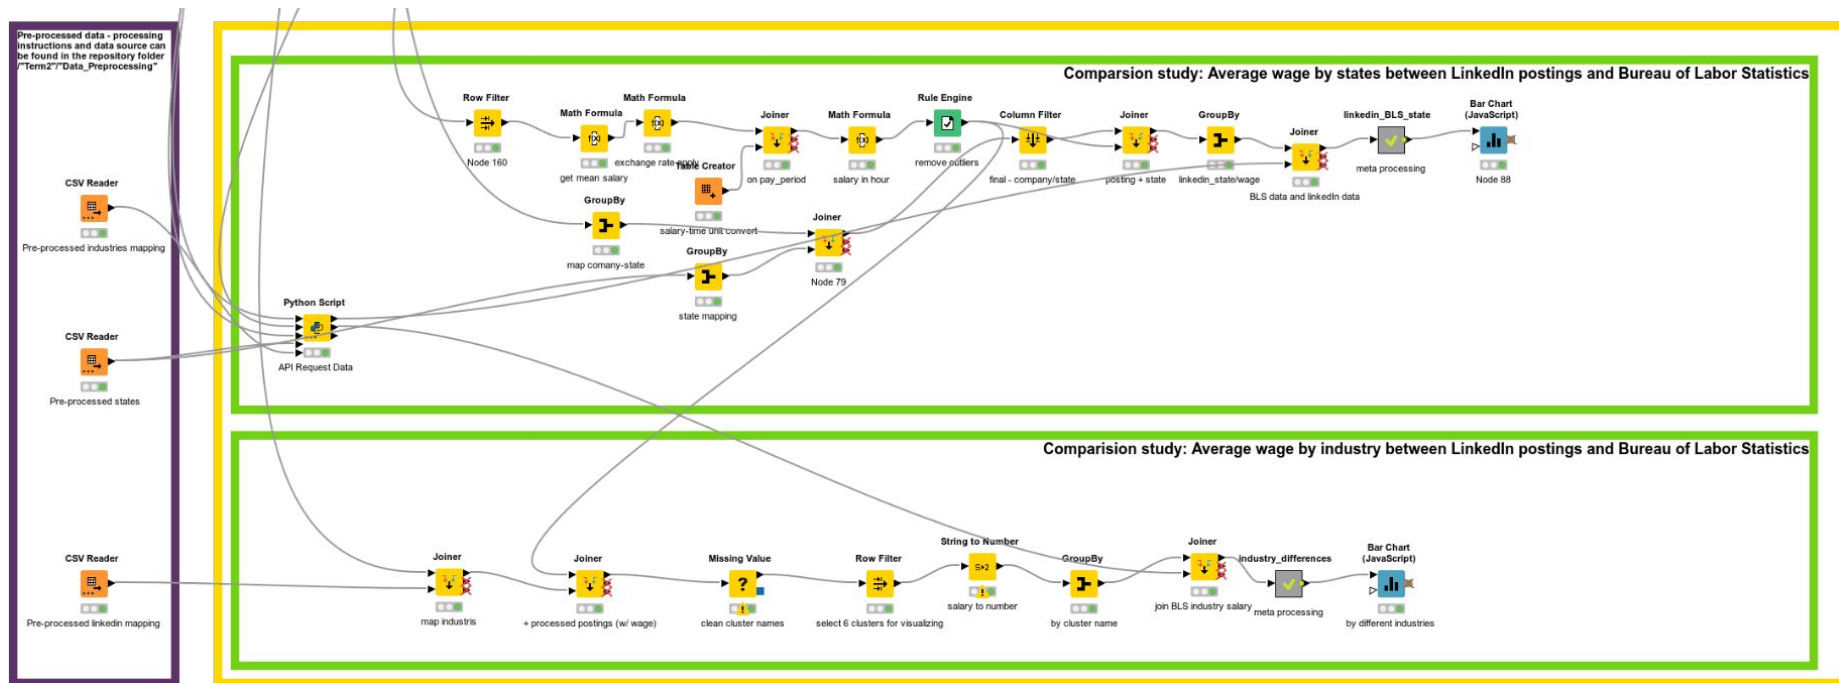 Pre-processed data - processing
instructions and data source can
be found in the repository folder
/"Term2"/"Data_Preprocessing"
CSV Reader
Pre-processed industries mapping
CSV Reader
Pre-processed states
CSV Reader
Pre-processed linkedin mapping
Comparsion study: Average wage by states between LinkedIn postings and Bureau of Labor Statistics
Row Filter
Node 160
Math Formula
get mean salary
Math Formula
exchange rate apply
Table Creator
salary-time unit convert
Joiner
on pay_period
Math Formula
salary in hour
Rule Engine
remove outliers
Column Filter
final - company/state
Joiner
posting + state
GroupBy
linkedin_state/wage
Joiner
BLS data and linkedIn data
linkedin_BLS_state
meta processing
Bar Chart
(JavaScript)
Node 88
GroupBy
map comany-state
GroupBy
state mapping
Joiner
Node 79
Python Script
API Request Data
Comparision study: Average wage by industry between LinkedIn postings and Bureau of Labor Statistics
Joiner
map industris
Joiner
+ processed postings (w/ wage)
Missing Value
?
clean cluster names
Row Filter
select 6 clusters for visualizing
String to Number
S>2
salary to number
GroupBy
by cluster name
Joiner
join BLS industry salary
industry_differences
meta processing
Bar Chart
(JavaScript)
by different industries